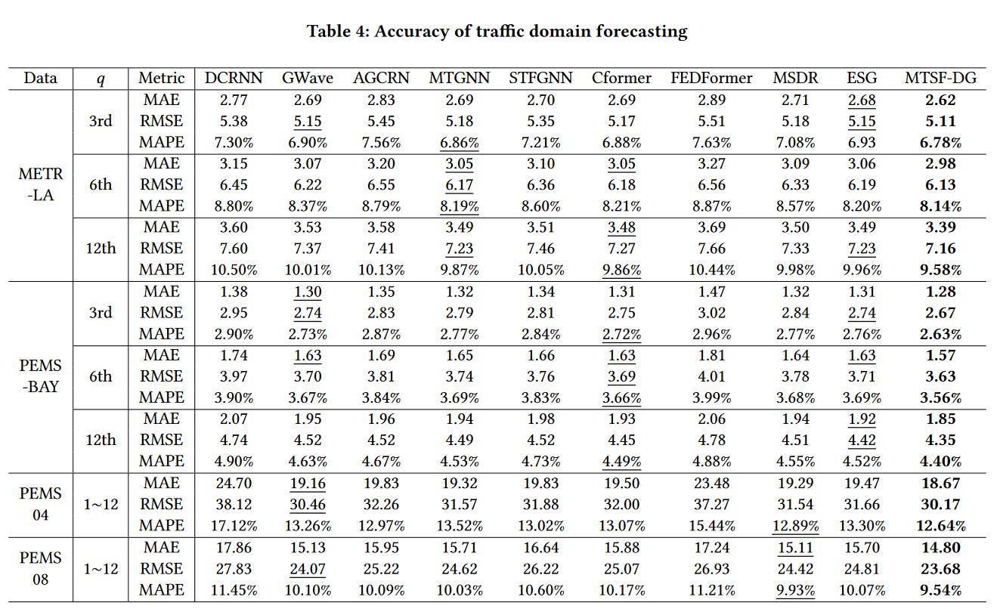 Table 4: Accuracy of traffic domain forecasting
Data q Metric DCRNN GWave AGCRN MTGNN STFGNN Cformer FEDFormer MSDR ESG MTSF-DG
METR
-LA
3rd
MAE 2.77 2.69 2.83 2.69 2.70 2.69 2.89 2.71 2.68 2.62
RMSE 5.38 5.15 5.45 5.18 5.35 5.17 5.51 5.18 5.15 5.11
MAPE 7.30% 6.90% 7.56% 6.86% 7.21% 6.88% 7.63% 7.08% 6.93 6.78%
6th
MAE 3.15 3.07 3.20 3.05 3.10 3.05 3.27 3.09 3.06 2.98
RMSE 6.45 6.22 6.55 6.17 6.36 6.18 6.56 6.33 6.19 6.13
MAPE 8.80% 8.37% 8.79% 8.19% 8.60% 8.21% 8.87% 8.57% 8.20% 8.14%
12th
MAE 3.60 3.53 3.58 3.49 3.51 3.48 3.69 3.50 3.49 3.39
RMSE 7.60 7.37 7.41 7.23 7.46 7.27 7.66 7.33 7.23 7.16
MAPE 10.50% 10.01% 10.13% 9.87% 10.05% 9.86% 10.44% 9.98% 9.96% 9.58%
PEMS
-BAY
3rd
MAE 1.38 1.30 1.35 1.32 1.34 1.31 1.47 1.32 1.31 1.28
RMSE 2.95 2.74 2.83 2.79 2.81 2.75 3.02 2.84 2.74 2.67
MAPE 2.90% 2.73% 2.87% 2.77% 2.84% 2.72% 2.96% 2.77% 2.76% 2.63%
6th
MAE 1.74 1.63 1.69 1.65 1.66 1.63 1.81 1.64 1.63 1.57
RMSE 3.97 3.70 3.81 3.74 3.76 3.69 4.01 3.78 3.71 3.63
MAPE 3.90% 3.67% 3.84% 3.69% 3.83% 3.66% 3.99% 3.68% 3.69% 3.56%
12th
MAE 2.07 1.95 1.96 1.94 1.98 1.93 2.06 1.94 1.92 1.85
RMSE 4.74 4.52 4.52 4.49 4.52 4.45 4.78 4.51 4.42 4.35
MAPE 4.90% 4.63% 4.67% 4.53% 4.73% 4.49% 4.88% 4.55% 4.52% 4.40%
PEMS
04
1~12
MAE 24.70 19.16 19.83 19.32 19.83 19.50 23.48 19.29 19.47 18.67
RMSE 38.12 30.46 32.26 31.57 31.88 32.00 37.27 31.54 31.66 30.17
MAPE 17.12% 13.26% 12.97% 13.52% 13.02% 13.07% 15.44% 12.89% 13.30% 12.64%
PEMS
08
1~12
MAE 17.86 15.13 15.95 15.71 16.64 15.88 17.24 15.11 15.70 14.80
RMSE 27.83 24.07 25.22 24.62 26.22 25.07 26.93 24.42 24.81 23.68
MAPE 11.45% 10.10% 10.09% 10.03% 10.60% 10.17% 11.21% 9.93% 10.07% 9.54%